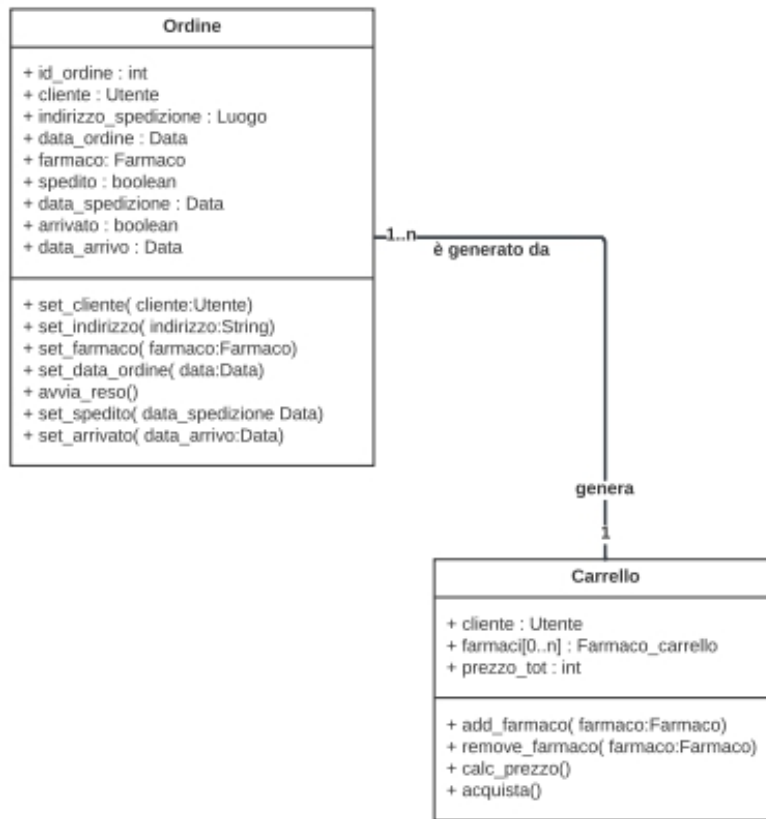 Ordine
+ id_ordine : int
+ cliente : Utente
+ indirizzo_spedizione : Luogo
+ data_ordine : Data
+ farmaco: Farmaco
+ spedito : boolean
+ data_spedizione : Data
+ arrivato : boolean
+ data_arrivo : Data
+ set_cliente( cliente:Utente)
+ set_indirizzo( indirizzo:String)
+ set_farmaco( farmaco:Farmaco)
+ set_data_ordine( data:Data)
+ avvia_reso()
+ set_spedito( data_spedizione Data)
+ set_arrivato( data_arrivo:Data)
1..n
è generato da
genera
1
Carrello
+ cliente : Utente
+ farmaci[0..n] : Farmaco_carrello
+ prezzo_tot : int
+ add_farmaco( farmaco:Farmaco)
+ remove_farmaco( farmaco:Farmaco)
+ calc_prezzo()
+ acquista()